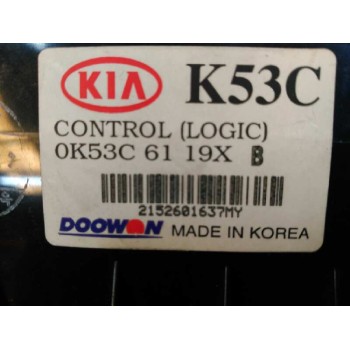 KIA K53C
CONTROL (LOGIC)
0K53C 61 19X B
2152601637MY
DOOWON MADE IN KOREA